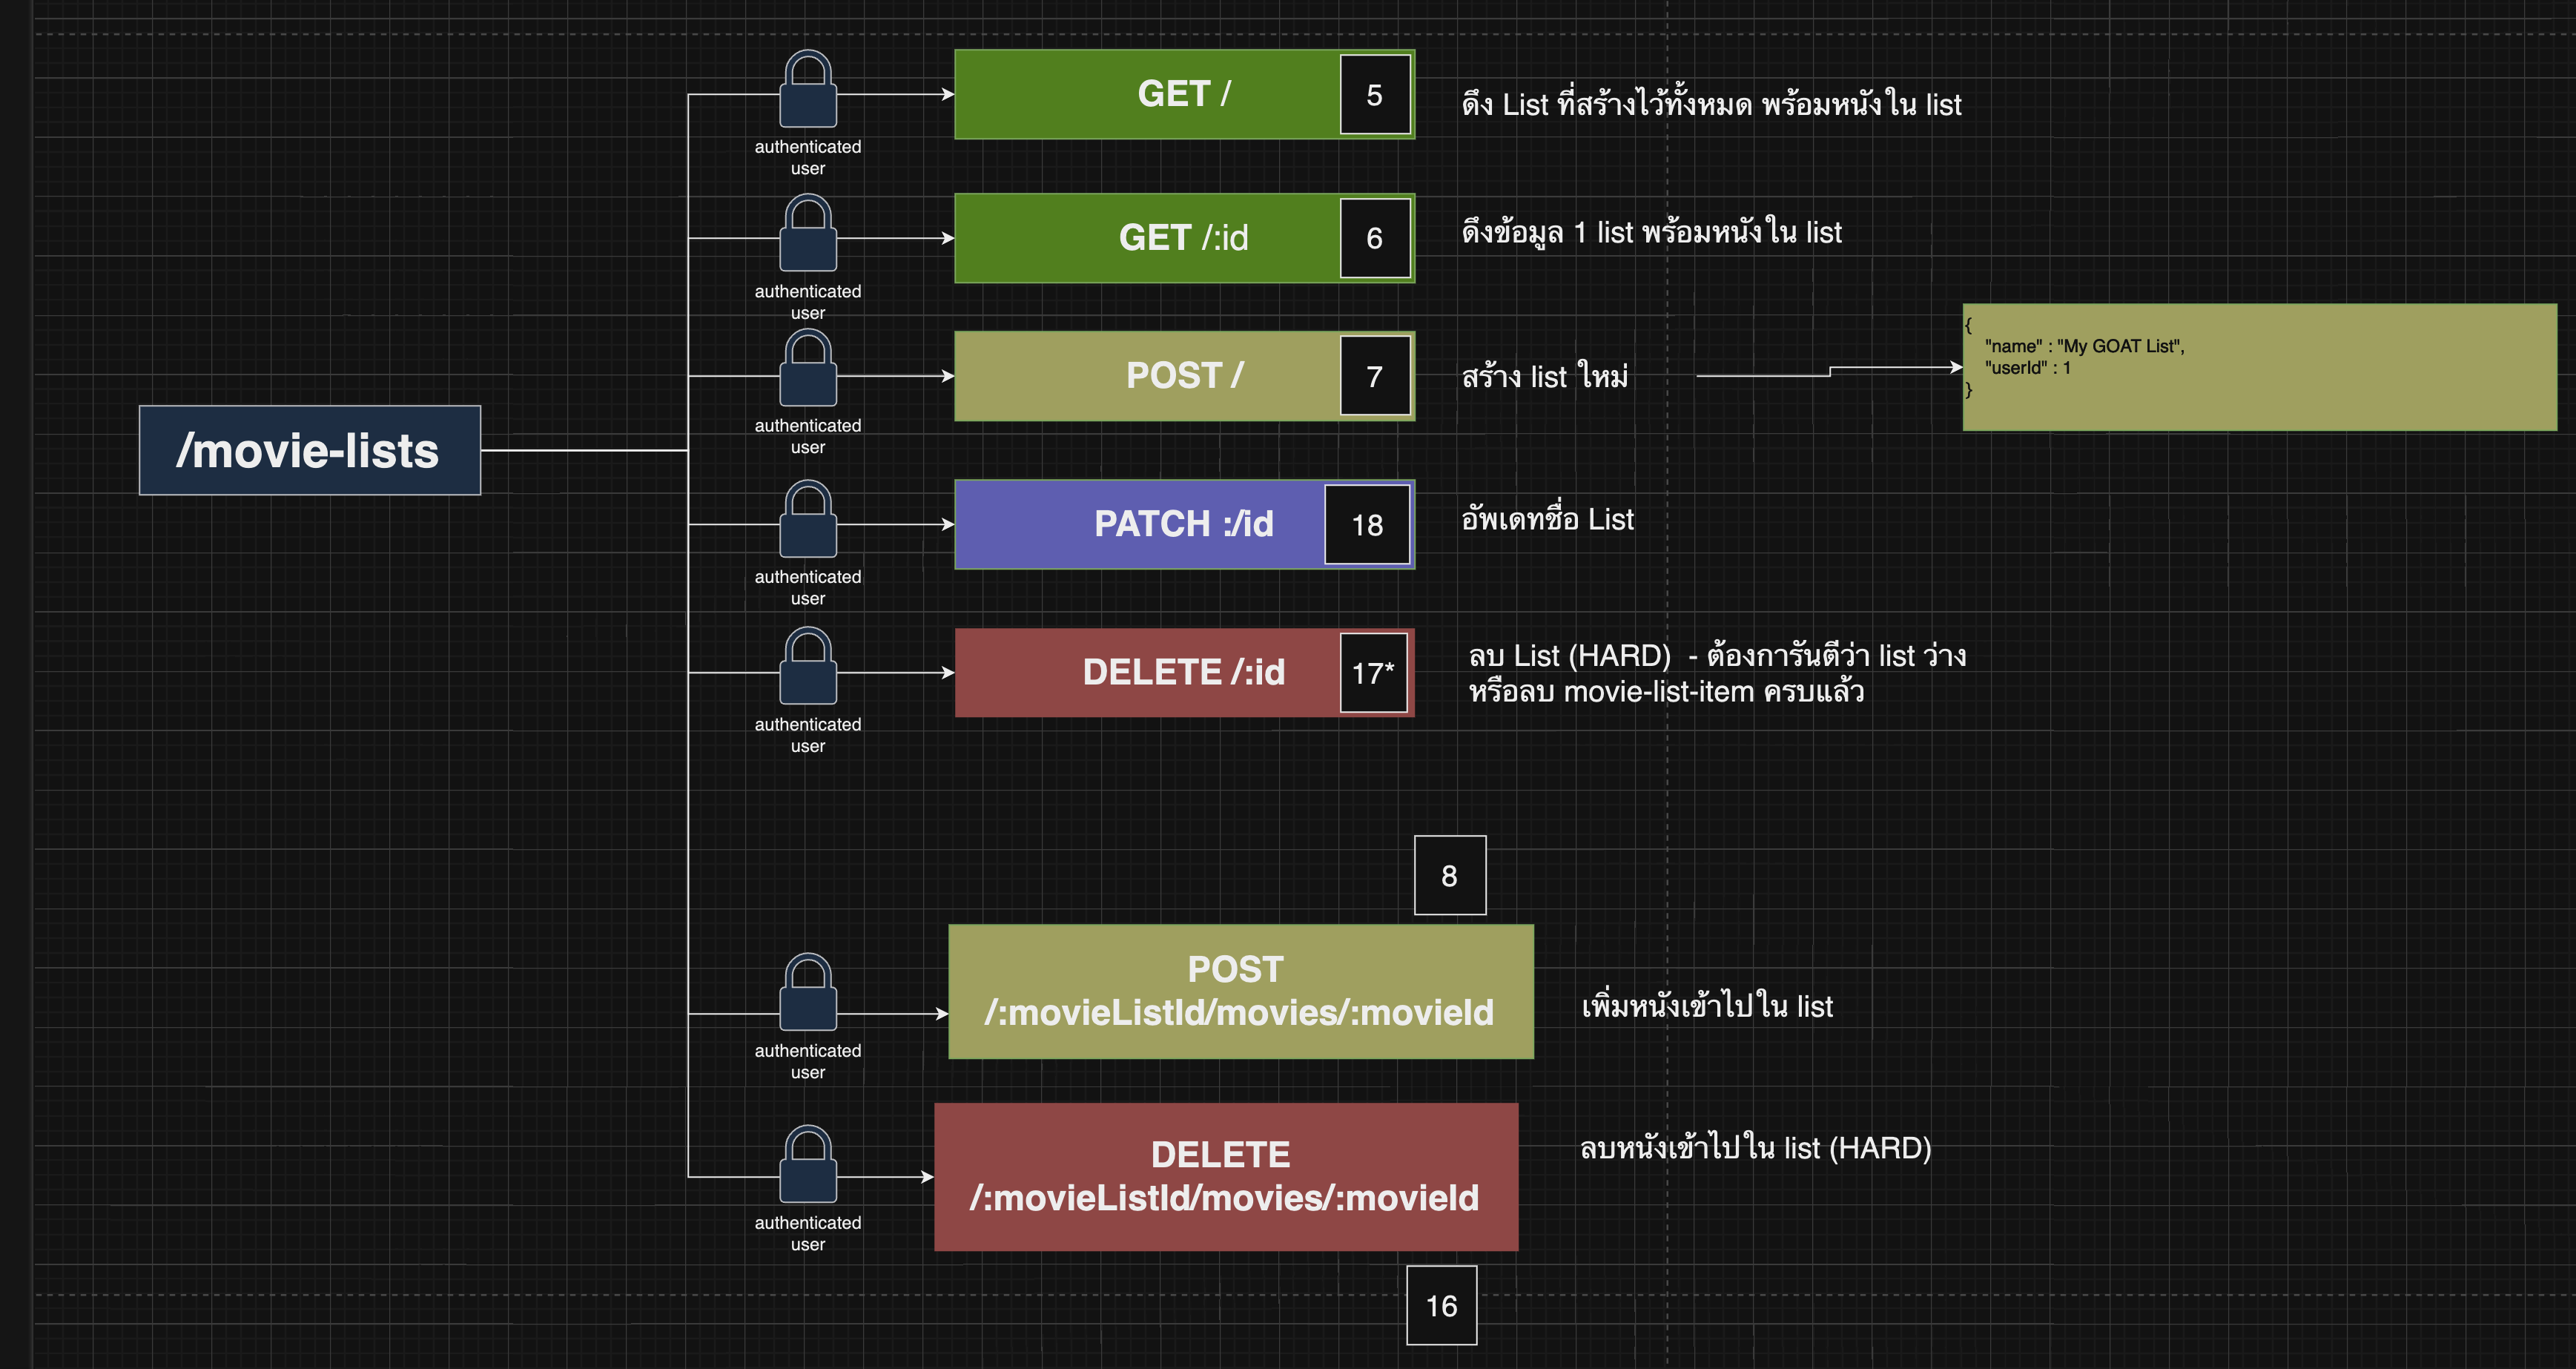 /movie-lists
authenticated
user
GET /
5
ดึง List ที่สร้างไว้ทั้งหมด พร้อมหนังใน list
authenticated
user
GET /:id
6
ดึงข้อมูล 1 list พร้อมหนังใน list
authenticated
user
POST /
7
สร้าง list ใหม่
{
"name" : "My GOAT List",
"userId" : 1
}
authenticated
user
PATCH :/id
18
อัพเดทชื่อ List
authenticated
user
DELETE /:id
17*
ลบ List (HARD) - ต้องการันตีว่า list ว่าง
หรือลบ movie-list-item ครบแล้ว
8
authenticated
user
POST
/:movieListId/movies/:movieId
เพิ่มหนังเข้าไปใน list
authenticated
user
DELETE
/:movieListId/movies/:movieId
ลบหนังเข้าไปใน list (HARD)
16